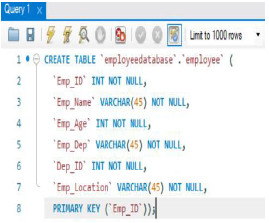 Query 1
Limit to 1000 rows
1 CREATE TABLE `employeedatabase`.`employee` (
2 `Emp_ID` INT NOT NULL,
3 `Emp_Name` VARCHAR(45) NOT NULL,
4 `Emp_Age` INT NOT NULL,
5 `Emp_Dep` VARCHAR(45) NOT NULL,
6 `Dep_ID` INT NOT NULL,
7 `Emp_Location` VARCHAR(45) NOT NULL,
8 PRIMARY KEY (`Emp_ID`));